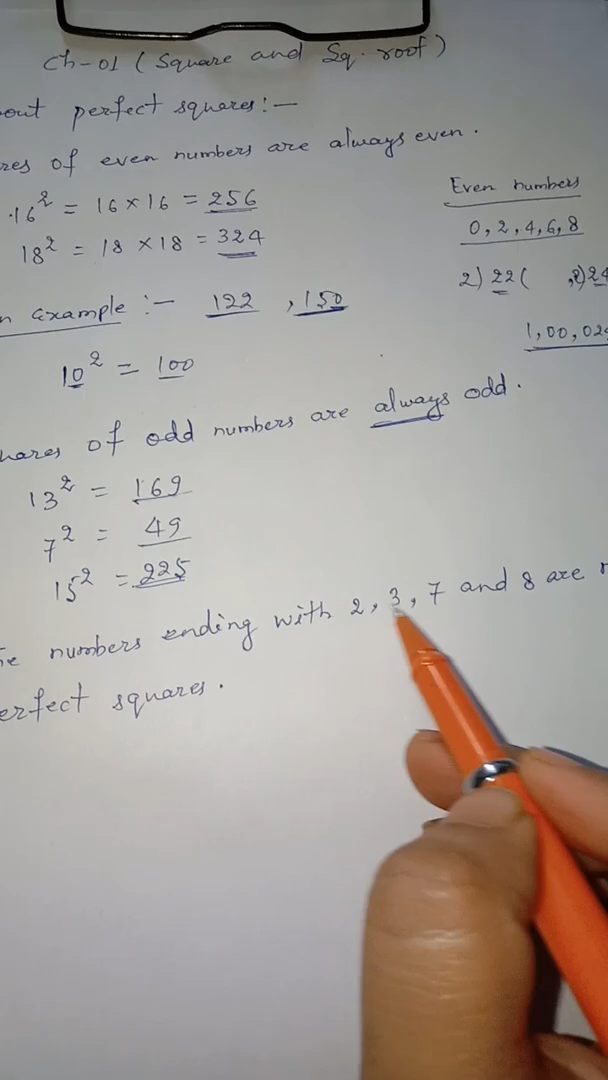 Ch-01 (Square and Sq. root)
out perfect squares:-
res of even numbers are always even.
Even numbers
16² = 16 × 16 = 256
0, 2, 4, 6, 8
18² = 18 × 18 = 324
2) 22 (
Example :- 122 , 150
1,00,02
10² = 100
uares of odd numbers are always odd.
13² = 169
7² = 49
15² = 225
numbers ending with 2, 3, 7 and 8 are
erfect squares.